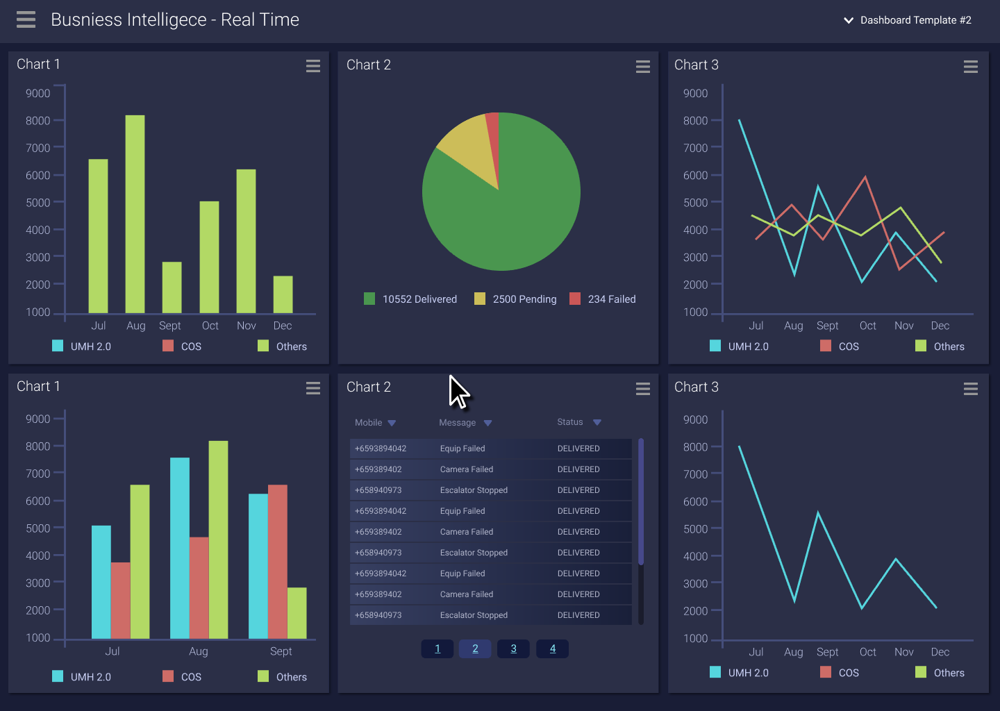 Busniess Intelligece - Real Time
Dashboard Template #2
Chart 1
9000
8000
7000
6000
5000
4000
3000
2000
1000
Jul Aug Sept Oct Nov Dec
UMH 2.0 COS Others
Chart 2
10552 Delivered 2500 Pending 234 Failed
Chart 3
9000
8000
7000
6000
5000
4000
3000
2000
1000
Jul Aug Sept Oct Nov Dec
UMH 2.0 COS Others
Chart 1
9000
8000
7000
6000
5000
4000
3000
2000
1000
Jul Aug Sept
UMH 2.0 COS Others
Chart 2
Mobile Message Status
+6593894042 Equip Failed DELIVERED
+659389402 Camera Failed DELIVERED
+658940973 Escalator Stopped DELIVERED
+6593894042 Equip Failed DELIVERED
+659389402 Camera Failed DELIVERED
+658940973 Escalator Stopped DELIVERED
+6593894042 Equip Failed DELIVERED
+659389402 Camera Failed DELIVERED
+658940973 Escalator Stopped DELIVERED
1 2 3 4
Chart 3
9000
8000
7000
6000
5000
4000
3000
2000
1000
Jul Aug Sept Oct Nov Dec
UMH 2.0 COS Others